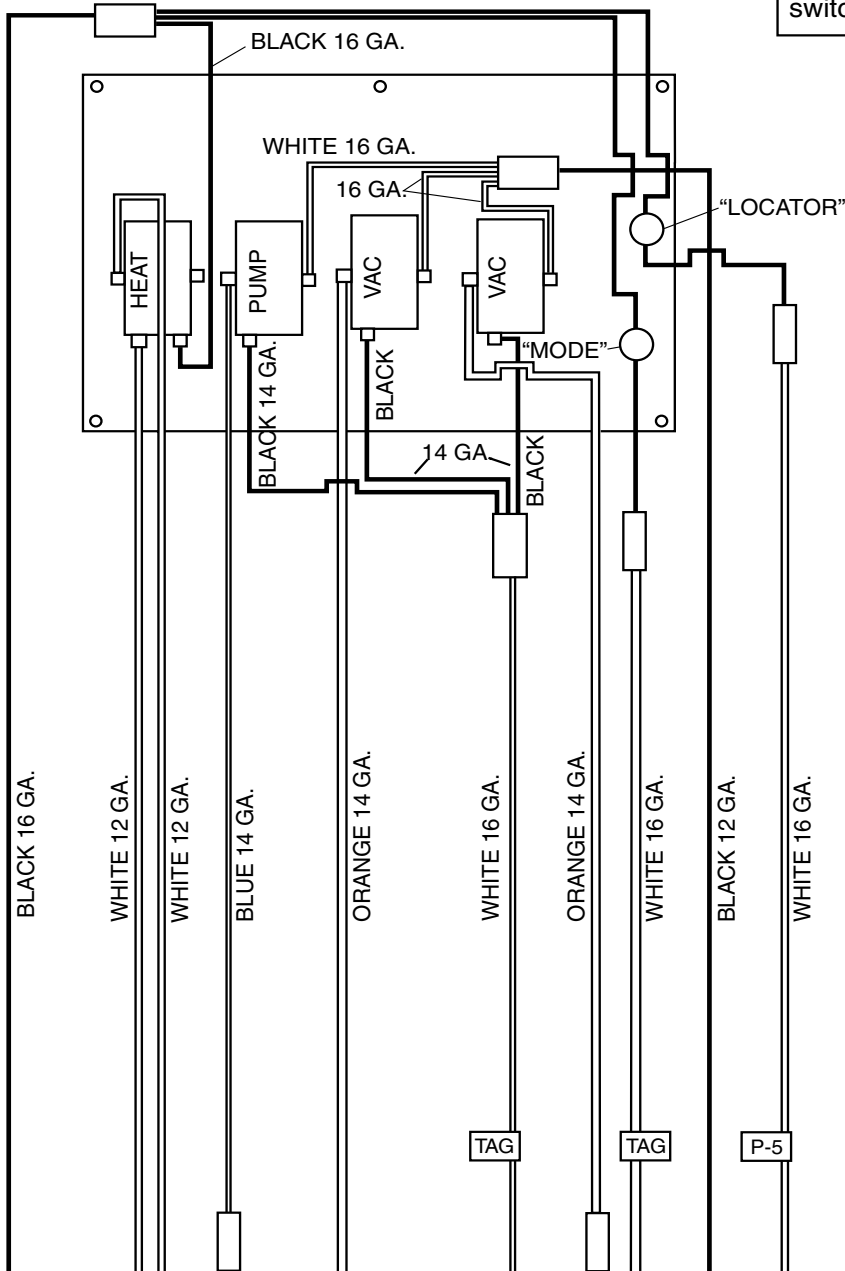 switc
BLACK 16 GA.
WHITE 16 GA.
16 GA.
"LOCATOR"
HEAT
PUMP
VAC
VAC
"MODE"
BLACK 14 GA.
BLACK
14 GA.
BLACK
BLACK 16 GA.
WHITE 12 GA.
WHITE 12 GA.
BLUE 14 GA.
ORANGE 14 GA.
WHITE 16 GA.
ORANGE 14 GA.
WHITE 16 GA.
BLACK 12 GA.
WHITE 16 GA.
TAG
TAG
P-5